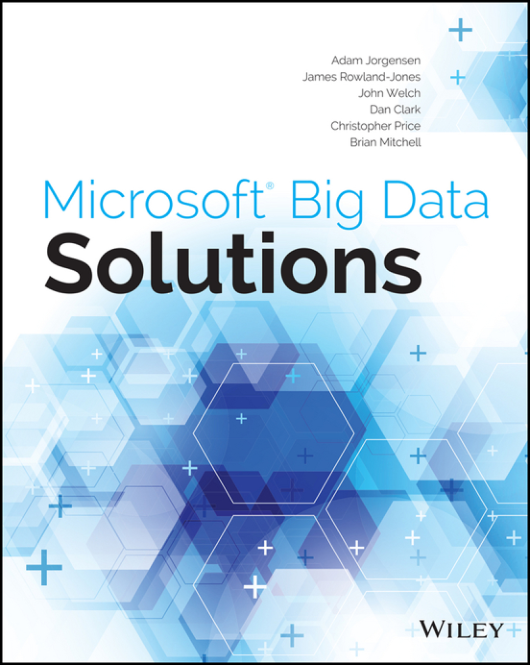 Adam Jorgensen
James Rowland-Jones
John Welch
Dan Clark
Christopher Price
Brian Mitchell
Microsoft® Big Data
Solutions
WILEY